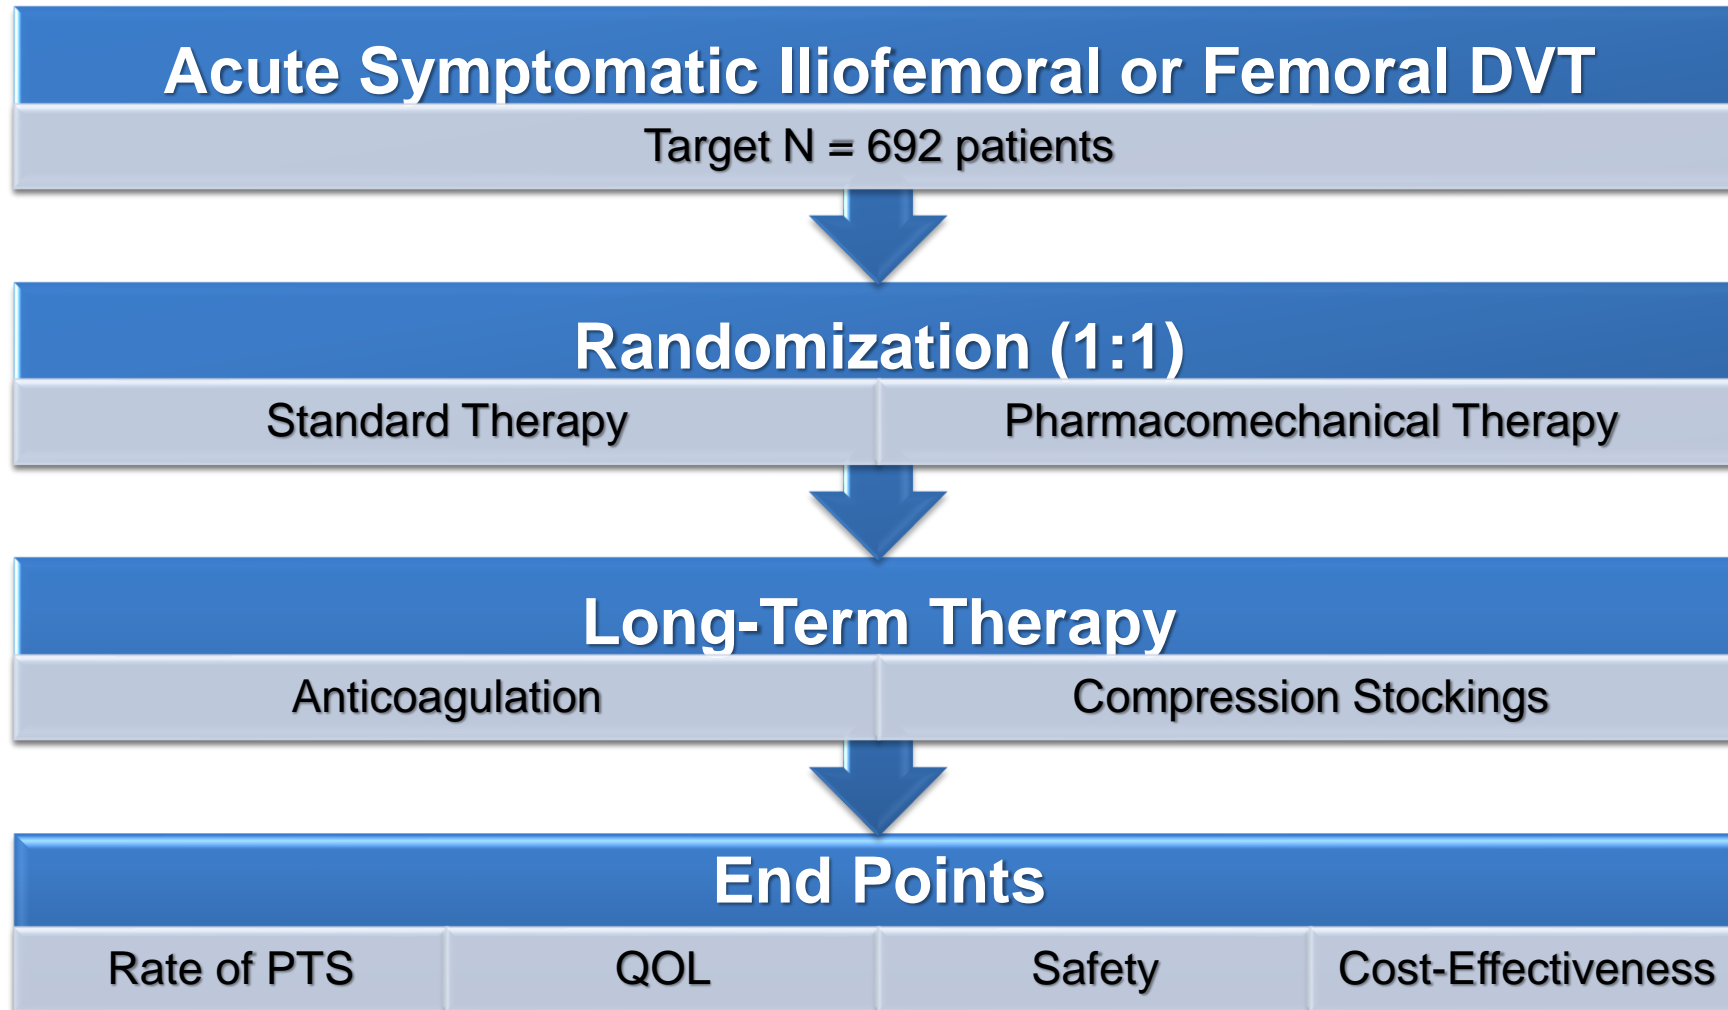 Acute Symptomatic Iliofemoral or Femoral DVT
Target N = 692 patients
Randomization (1:1)
Standard Therapy
Pharmacomechanical Therapy
Long-Term Therapy
Anticoagulation
Compression Stockings
End Points
Rate of PTS
QOL
Safety
Cost-Effectiveness